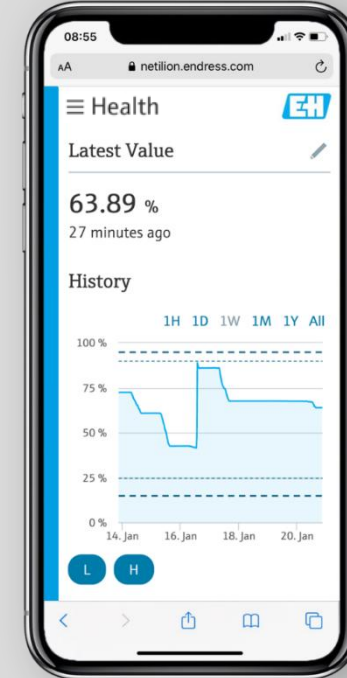 08:55
AA netilion.endress.com
Health EH
Latest Value
63.89 %
27 minutes ago
History
1H 1D 1W 1M 1Y All
100 %
75 %
50 %
25 %
0 %
14. Jan 16. Jan 18. Jan 20. Jan
L H